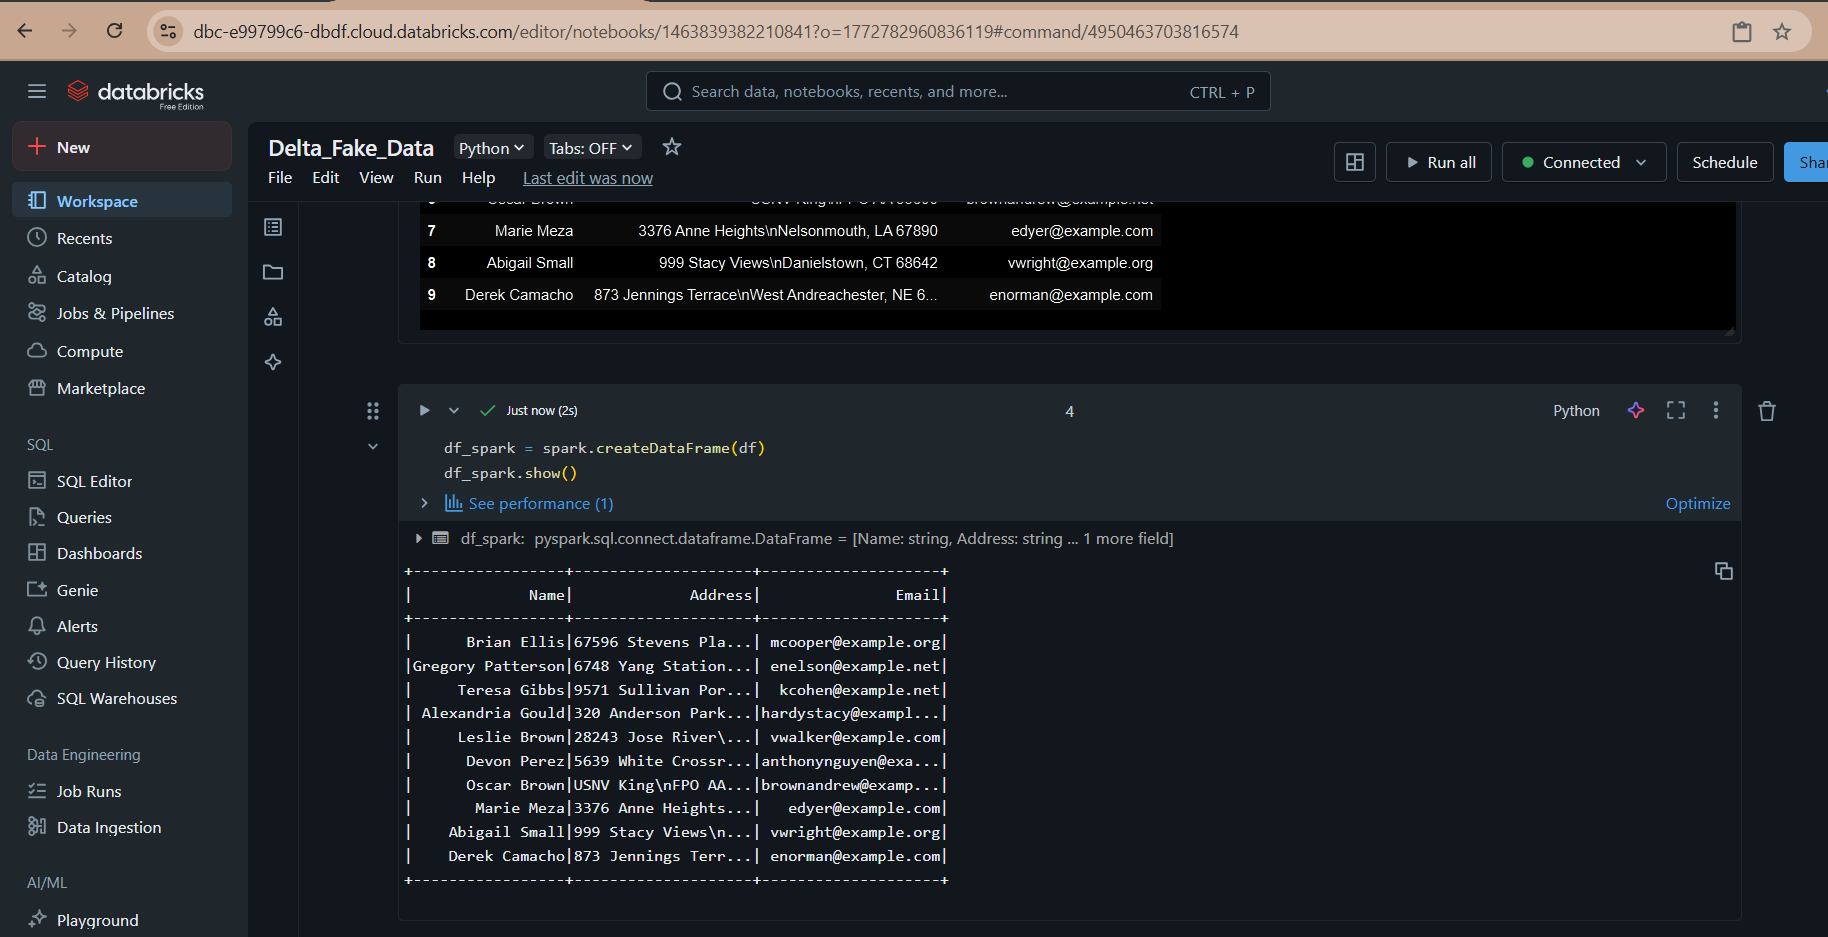 dbc-e99799c6-dbdf.cloud.databricks.com/editor/notebooks/1463839382210841?o=1772782960836119#command/4950463703816574
databricks
Free Edition
Search data, notebooks, recents, and more...
CTRL + P
New
Workspace
Recents
Catalog
Jobs & Pipelines
Compute
Marketplace
SQL
SQL Editor
Queries
Dashboards
Genie
Alerts
Query History
SQL Warehouses
Data Engineering
Job Runs
Data Ingestion
AI/ML
Playground
Delta_Fake_Data Python Tabs: OFF
File Edit View Run Help Last edit was now
Run all Connected Schedule Shar
Oscar Brown USNV King\nFPO AA brownandrew@example.net
7 Marie Meza 3376 Anne Heights\nNelsonmouth, LA 67890 edyer@example.com
8 Abigail Small 999 Stacy Views\nDanielstown, CT 68642 vwright@example.org
9 Derek Camacho 873 Jennings Terrace\nWest Andreachester, NE 6... enorman@example.com
Just now (2s) 4 Python
df_spark = spark.createDataFrame(df)
df_spark.show()
See performance (1) Optimize
df_spark: pyspark.sql.connect.dataframe.DataFrame = [Name: string, Address: string ... 1 more field]
+-----------------+--------------------+--------------------+
|             Name|             Address|               Email|
+-----------------+--------------------+--------------------+
|      Brian Ellis|67596 Stevens Pla...| mcooper@example.org|
|Gregory Patterson|6748 Yang Station...| enelson@example.net|
|     Teresa Gibbs|9571 Sullivan Por...|  kcohen@example.net|
| Alexandria Gould|320 Anderson Park...|hardystacy@exampl...|
|     Leslie Brown|28243 Jose River\...| vwalker@example.com|
|      Devon Perez|5639 White Crossr...|anthonynguyen@exa...|
|      Oscar Brown|USNV King\nFPO AA...|brownandrew@examp...|
|       Marie Meza|3376 Anne Heights...|   edyer@example.com|
|    Abigail Small|999 Stacy Views\n...| vwright@example.org|
|    Derek Camacho|873 Jennings Terr...| enorman@example.com|
+-----------------+--------------------+--------------------+